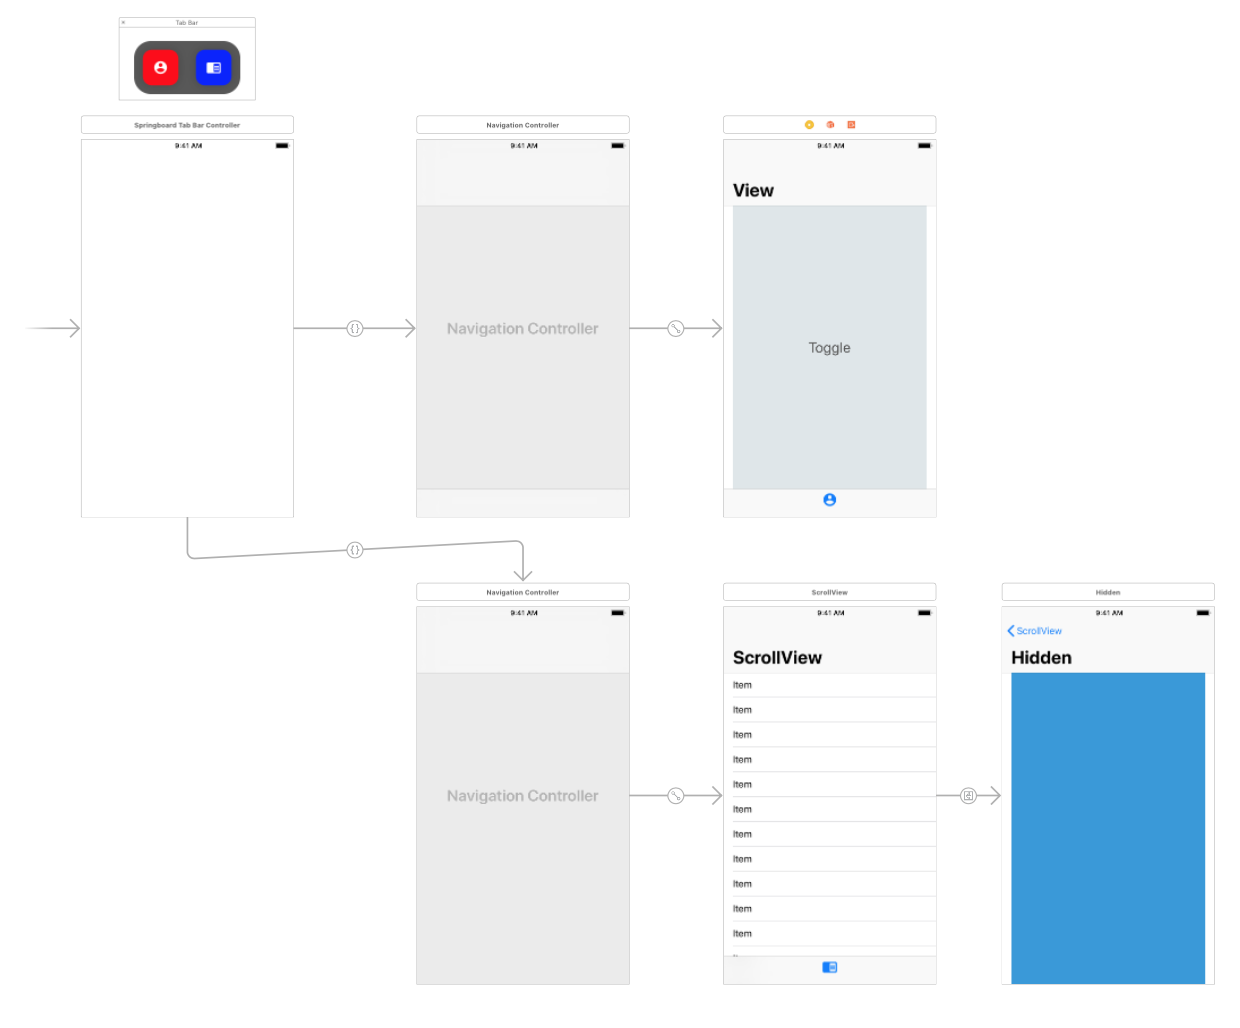 Tab Bar
Springboard Tab Bar Controller
9:41 AM
Navigation Controller
9:41 AM
Navigation Controller
9:41 AM
View
Toggle
Navigation Controller
9:41 AM
Navigation Controller
ScrollView
9:41 AM
ScrollView
Item
Item
Item
Item
Item
Item
Item
Item
Item
Item
Item
Hidden
9:41 AM
ScrollView
Hidden